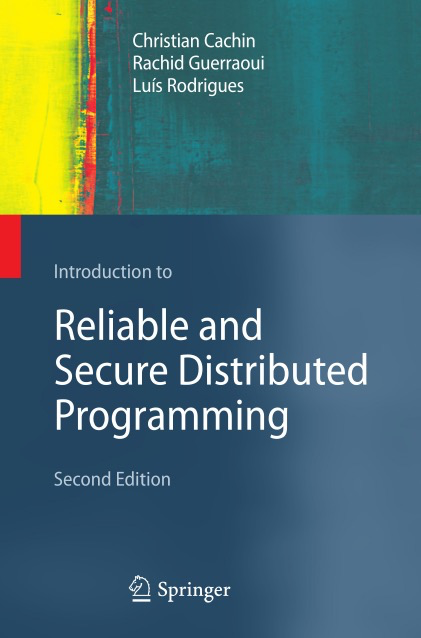 Christian Cachin
Rachid Guerraoui
Luís Rodrigues
Introduction to
Reliable and
Secure Distributed
Programming
Second Edition
Springer